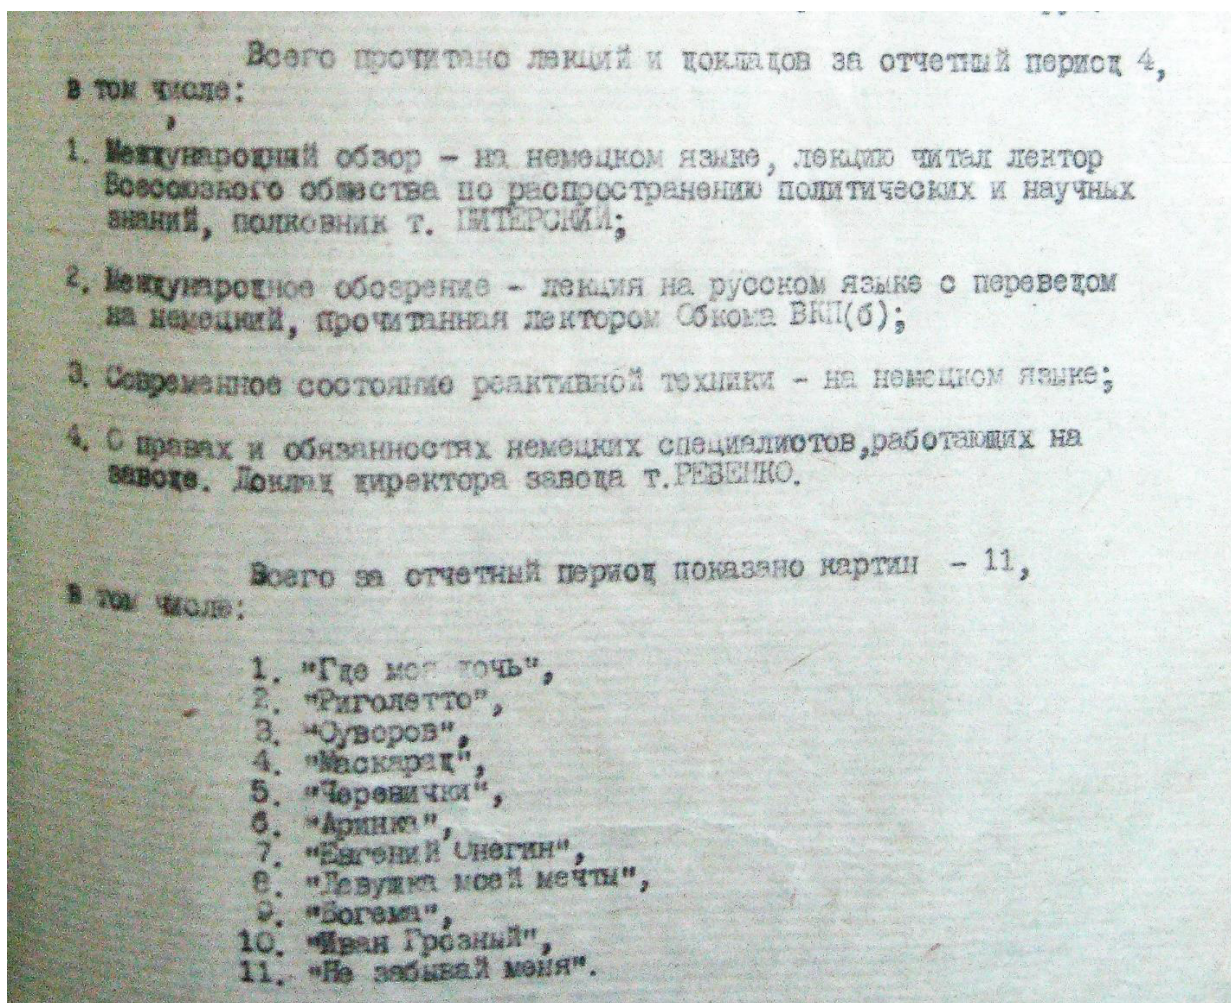 Всего прочитано лекций и докладов за отчетный период 4,
в том числе:
1. Международный обзор - на немецком языке, лекцию читал лектор
Всесоюзного общества по распространению политических и научных
знаний, полковник т. ПИТЕРСКИЙ;
2. Международное обозрение - лекция на русском языке с переводом
на немецкий, прочитанная лектором Обкома ВКП(б);
3. Современное состояние реактивной техники - на немецком языке;
4. О правах и обязанностях немецких специалистов,работающих на
заводе. Доклад директора завода т.РЕВЕНКО.
Всего за отчетный период показано картин - 11,
в том числе:
1. "Где моя дочь",
2. "Риголетто",
3. "Суворов",
4. "Маскарад",
5. "Черевички",
6. "Аринка",
7. "Евгений Онегин",
8. "Девушка моей мечты",
9. "Богема",
10. "Иван Грозный",
11. "Не забывай меня".